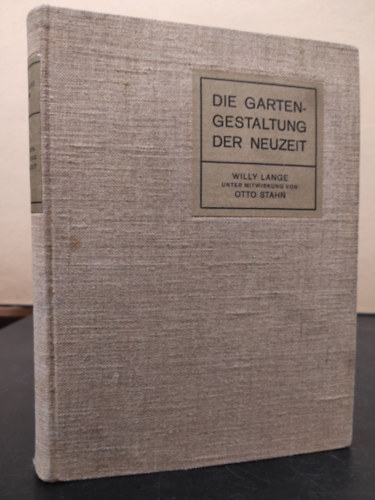 DIE GARTEN-
GESTALTUNG
DER NEUZEIT
WILLY LANGE
UNTER MITWIRKUNG VON
OTTO STAHN